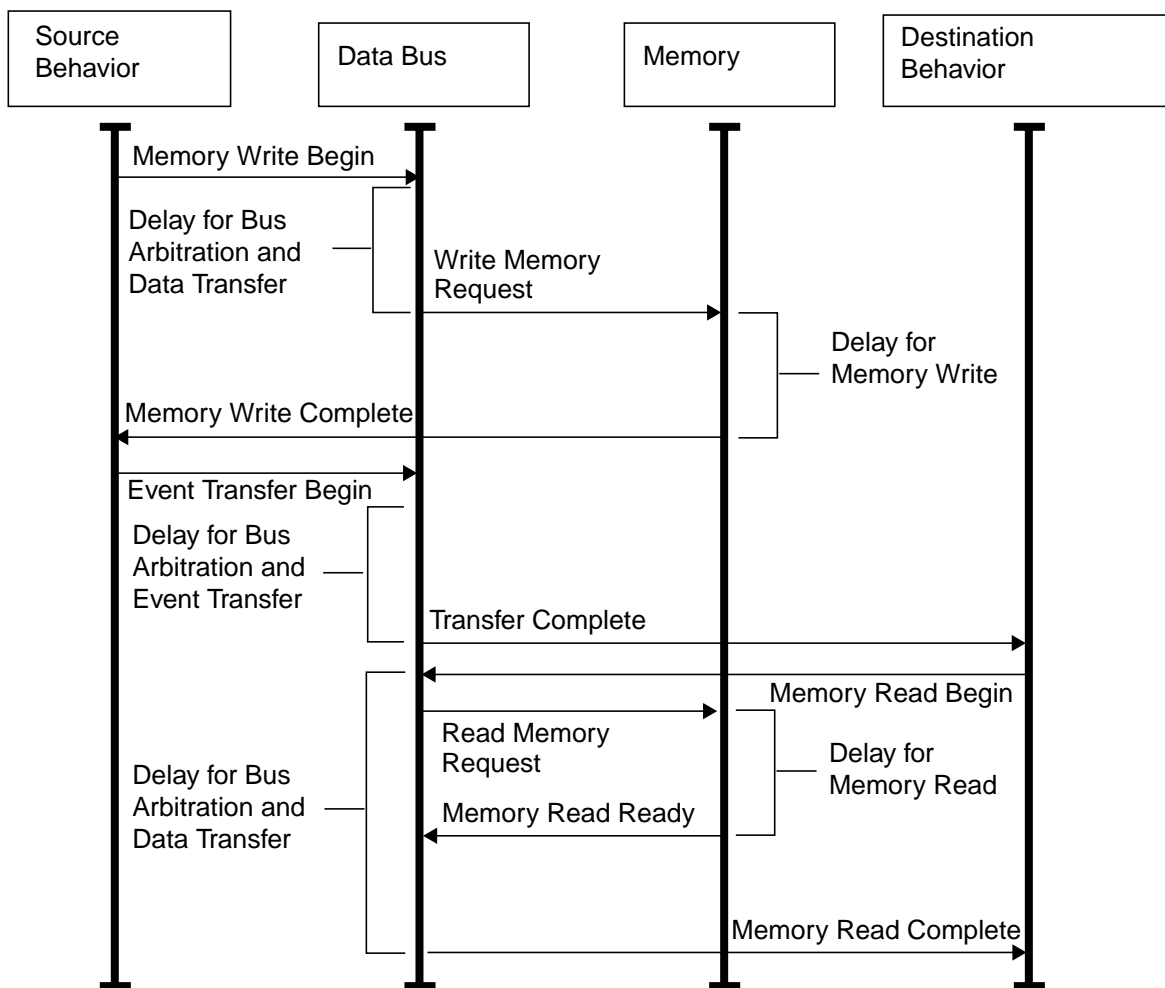 Source
Behavior
Data Bus
Memory
Destination
Behavior
Memory Write Begin
Delay for Bus
Arbitration and
Data Transfer
Write Memory
Request
Delay for
Memory Write
Memory Write Complete
Event Transfer Begin
Delay for Bus
Arbitration and
Event Transfer
Transfer Complete
Memory Read Begin
Read Memory
Request
Delay for
Memory Read
Delay for Bus
Arbitration and
Data Transfer
Memory Read Ready
Memory Read Complete